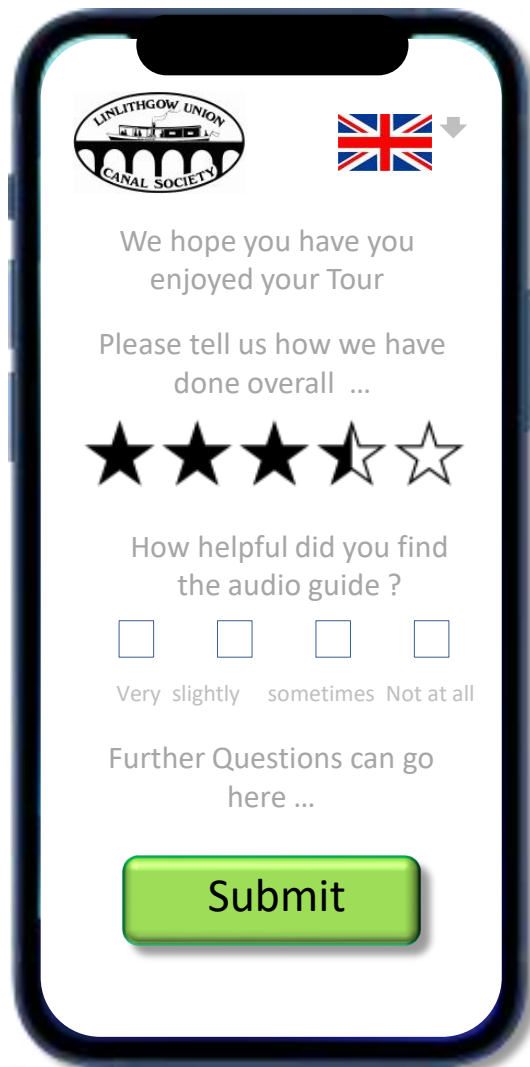 LINLITHGOW UNION
CANAL SOCIETY
We hope you have you
enjoyed your Tour
Please tell us how we have
done overall ...
How helpful did you find
the audio guide ?
Very slightly sometimes Not at all
Further Questions can go
here ...
Submit